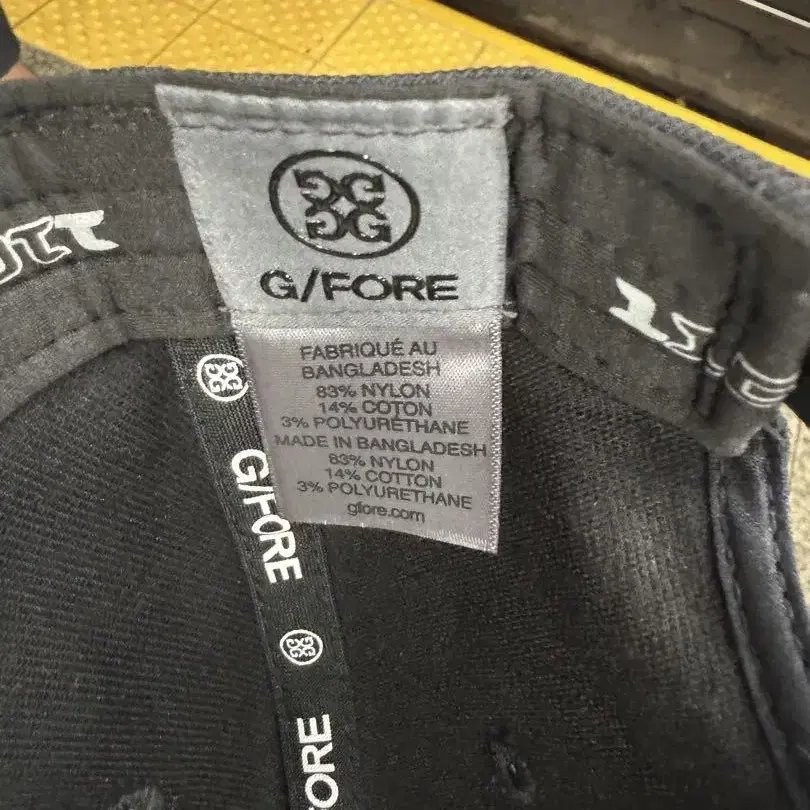 G/FORE
FABRIQUÉ AU
BANGLADESH
83% NYLON
14% COTON
3% POLYURÉTHANE
MADE IN BANGLADESH
83% NYLON
14% COTTON
3% POLYURETHANE
gfore.com
G/FORE